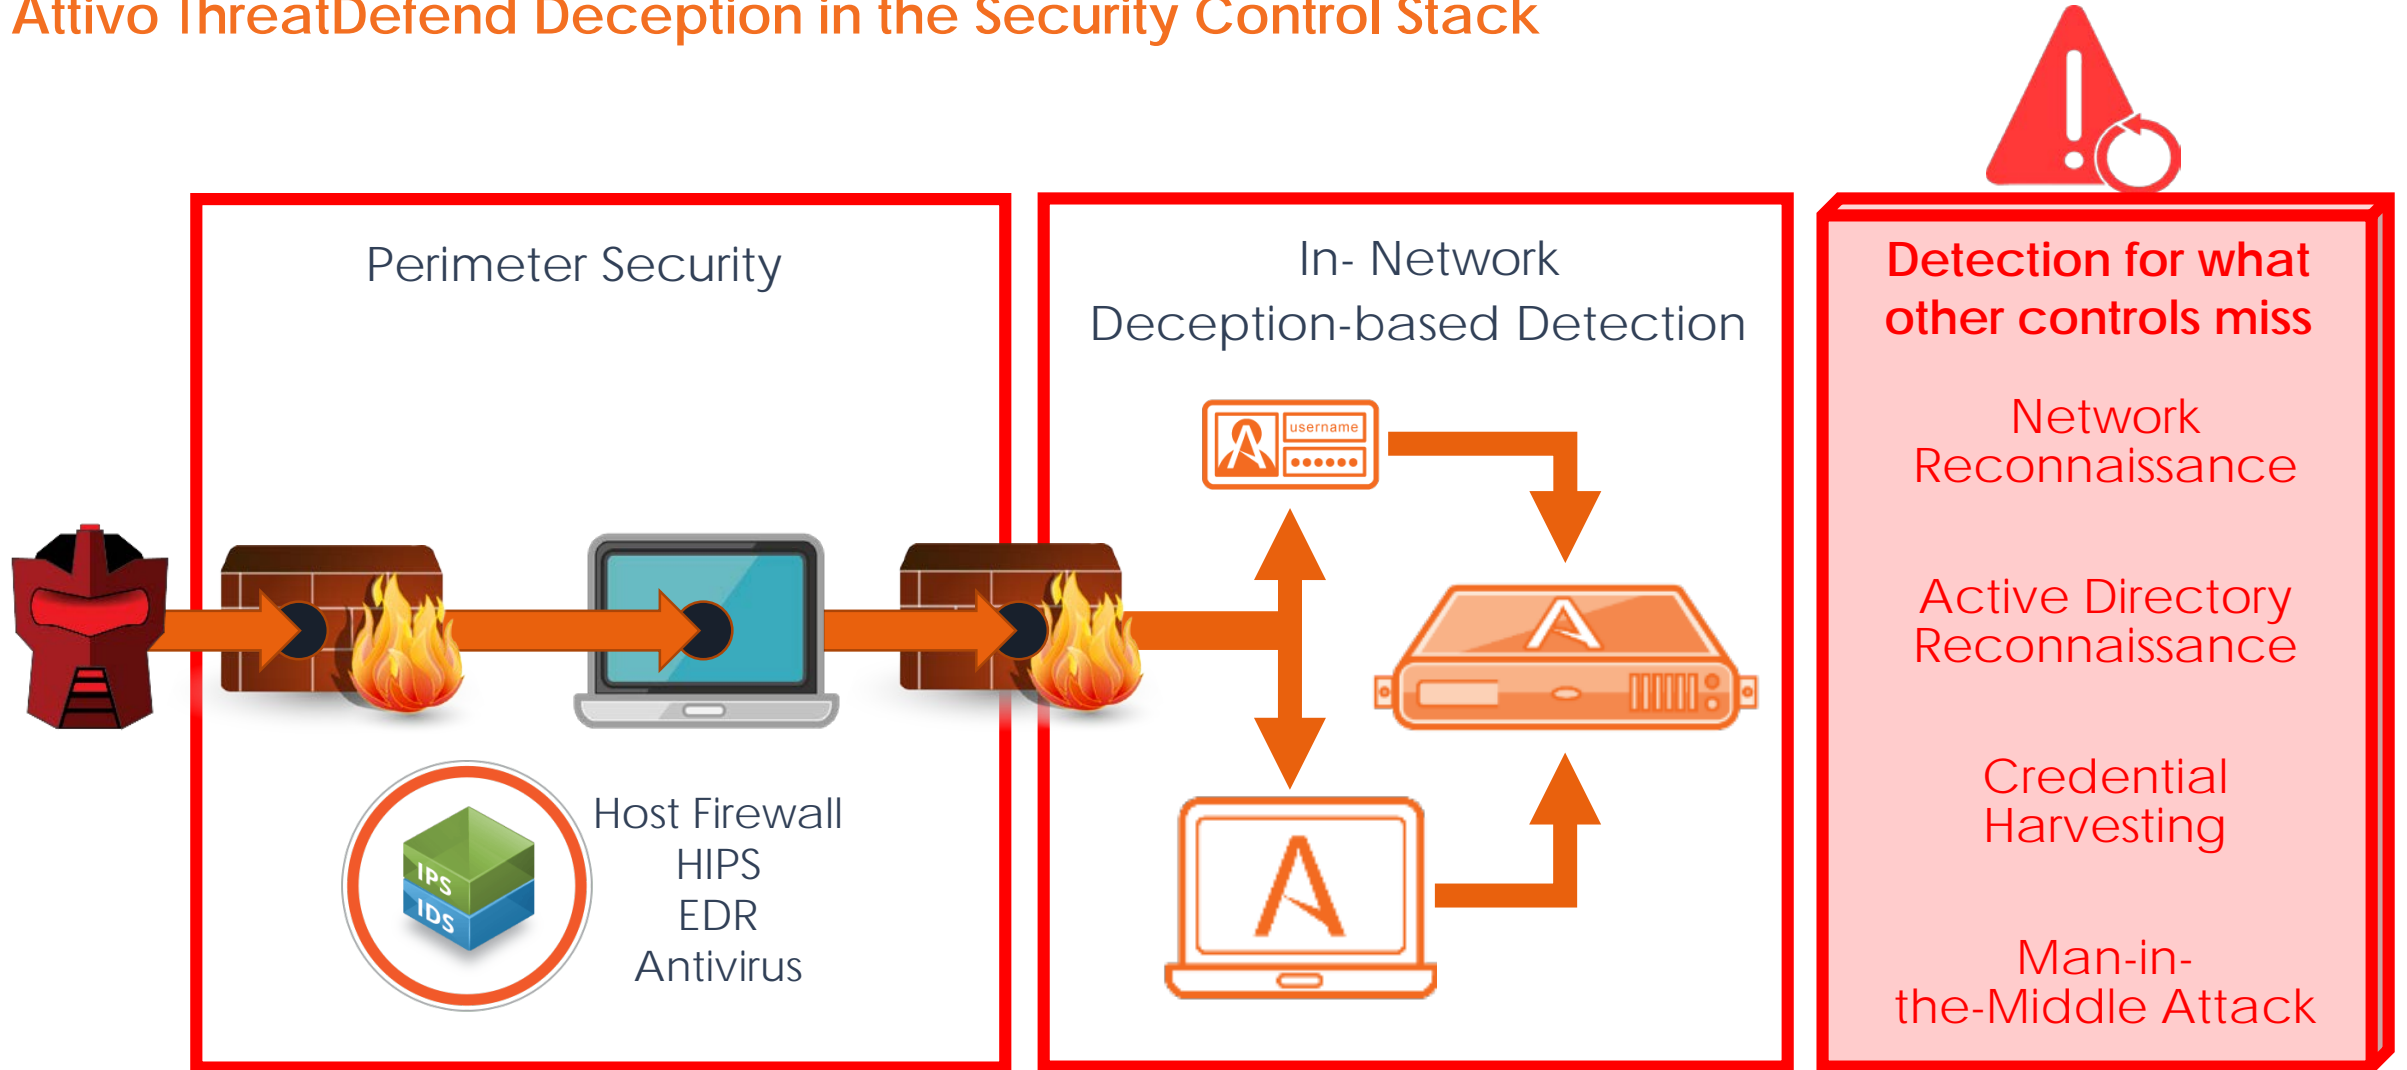 Attivo ThreatDefend Deception in the Security Control Stack
Perimeter Security
IPS
IDS
Host Firewall
HIPS
EDR
Antivirus
In- Network
Deception-based Detection
username
Detection for what
other controls miss
Network
Reconnaissance
Active Directory
Reconnaissance
Credential
Harvesting
Man-in-
the-Middle Attack